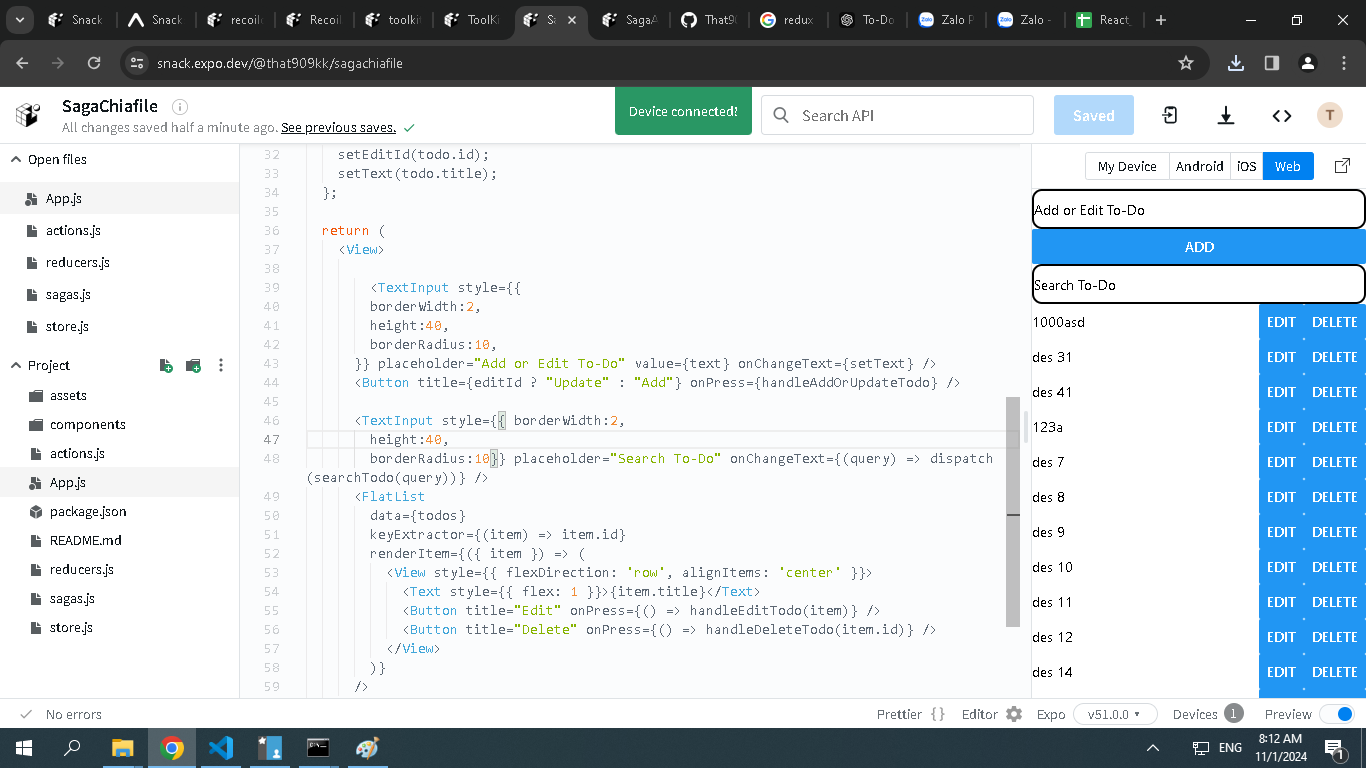 Snack
Snack
recoile
Recoil
toolkit
ToolKi
Sa
SagaA
That90
redux
To-Do
Zalo P
Zalo -
React_
snack.expo.dev/@that909kk/sagachiafile
SagaChiafile
All changes saved half a minute ago. See previous saves.
Device connected!
Search API
Saved
T
Open files
App.js
actions.js
reducers.js
sagas.js
store.js
Project
assets
components
actions.js
App.js
package.json
README.md
reducers.js
sagas.js
store.js
32 setEditId(todo.id);
33 setText(todo.title);
34 };
35
36 return (
37 <View>
38
39 <TextInput style={{
40 borderWidth:2,
41 height:40,
42 borderRadius:10,
43 }} placeholder="Add or Edit To-Do" value={text} onChangeText={setText} />
44 <Button title={editId ? "Update" : "Add"} onPress={handleAddOrUpdateTodo} />
45
46 <TextInput style={{ borderWidth:2,
47 height:40,
48 borderRadius:10}} placeholder="Search To-Do" onChangeText={(query) => dispatch
(searchTodo(query))} />
49 <FlatList
50 data={todos}
51 keyExtractor={(item) => item.id}
52 renderItem={({ item }) => (
53 <View style={{ flexDirection: 'row', alignItems: 'center' }}>
54 <Text style={{ flex: 1 }}>{item.title}</Text>
55 <Button title="Edit" onPress={() => handleEditTodo(item)} />
56 <Button title="Delete" onPress={() => handleDeleteTodo(item.id)} />
57 </View>
58 )}
59 />
My Device Android iOS Web
Add or Edit To-Do
ADD
Search To-Do
1000asd EDIT DELETE
des 31 EDIT DELETE
des 41 EDIT DELETE
123a EDIT DELETE
des 7 EDIT DELETE
des 8 EDIT DELETE
des 9 EDIT DELETE
des 10 EDIT DELETE
des 11 EDIT DELETE
des 12 EDIT DELETE
des 14 EDIT DELETE
No errors
Prettier {} Editor Expo v51.0.0 Devices 1 Preview
ENG
8:12 AM
11/1/2024
1